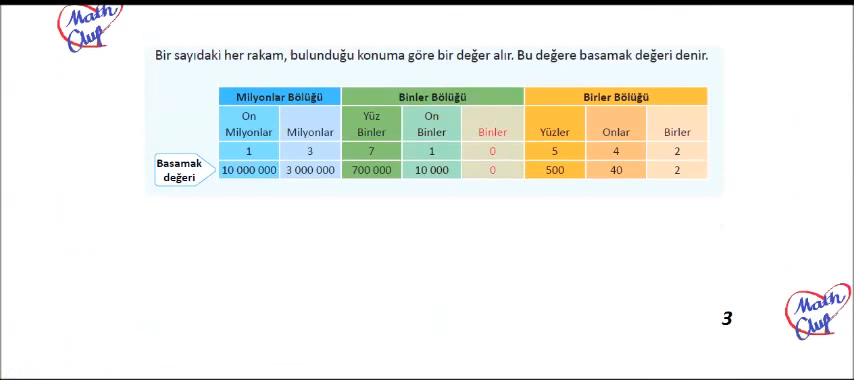 Math
Clup
Bir sayıdaki her rakam, bulunduğu konuma göre bir değer alır. Bu değere basamak değeri denir.
Milyonlar Bölüğü Binler Bölüğü Birler Bölüğü
On Milyonlar Milyonlar Yüz Binler On Binler Binler Yüzler Onlar Birler
1 3 7 1 0 5 4 2
Basamak değeri 10 000 000 3 000 000 700 000 10 000 0 500 40 2
3
Math
Clup